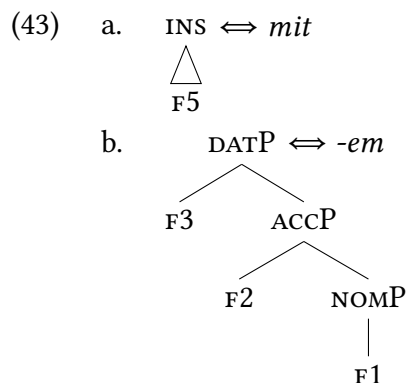 (43) a. INS ⇔ mit
F5
b. DATP ⇔ -em
F3 ACCP
F2 NOMP
F1